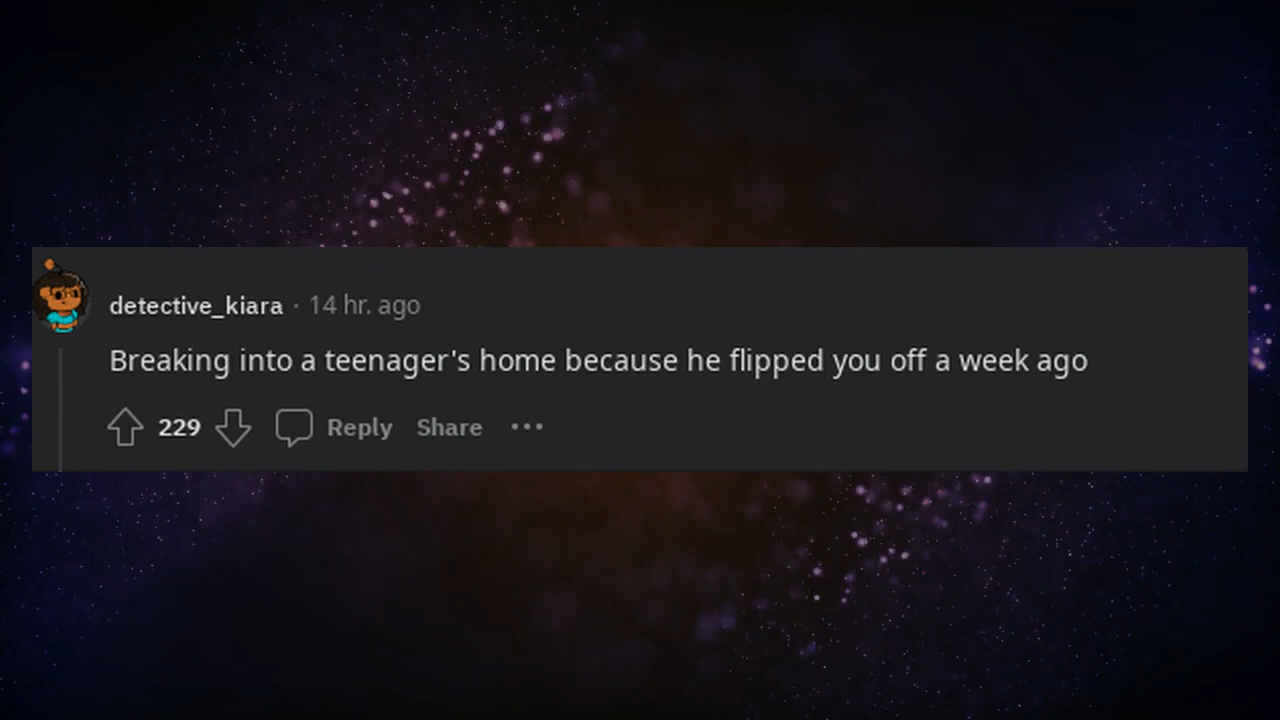 detective_kiara · 14 hr. ago
Breaking into a teenager's home because he flipped you off a week ago
229 Reply Share ···